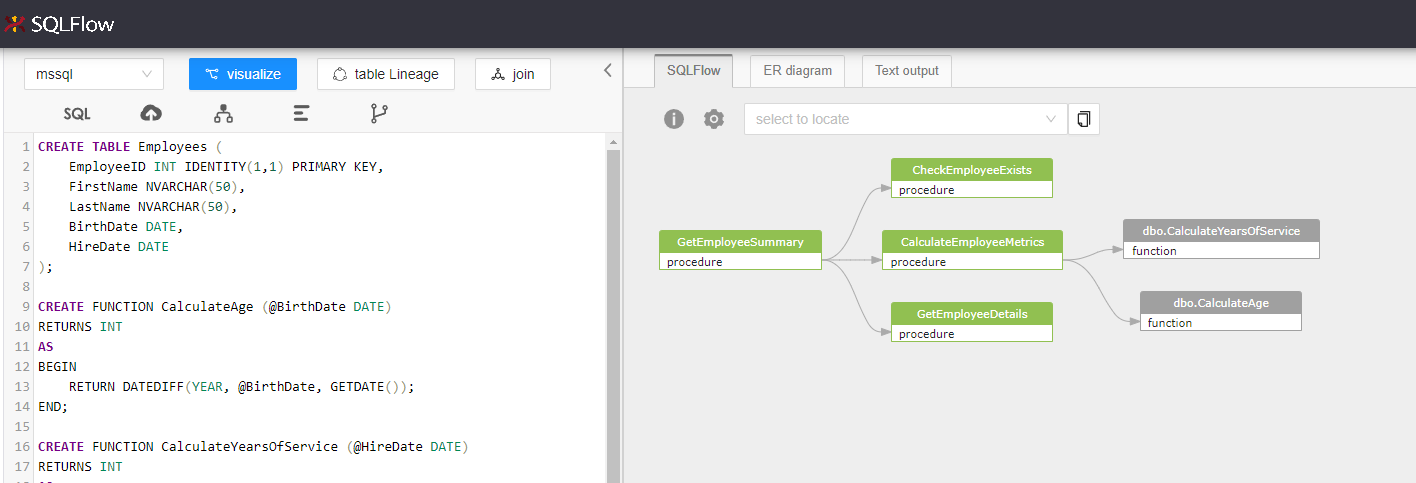 SQLFlow
mssql
visualize
table Lineage
join
SQL
1 CREATE TABLE Employees (
2 EmployeeID INT IDENTITY(1,1) PRIMARY KEY,
3 FirstName NVARCHAR(50),
4 LastName NVARCHAR(50),
5 BirthDate DATE,
6 HireDate DATE
7 );
8
9 CREATE FUNCTION CalculateAge (@BirthDate DATE)
10 RETURNS INT
11 AS
12 BEGIN
13 RETURN DATEDIFF(YEAR, @BirthDate, GETDATE());
14 END;
15
16 CREATE FUNCTION CalculateYearsOfService (@HireDate DATE)
17 RETURNS INT
SQLFlow
ER diagram
Text output
select to locate
GetEmployeeSummary
procedure
CheckEmployeeExists
procedure
CalculateEmployeeMetrics
procedure
GetEmployeeDetails
procedure
dbo.CalculateYearsOfService
function
dbo.CalculateAge
function